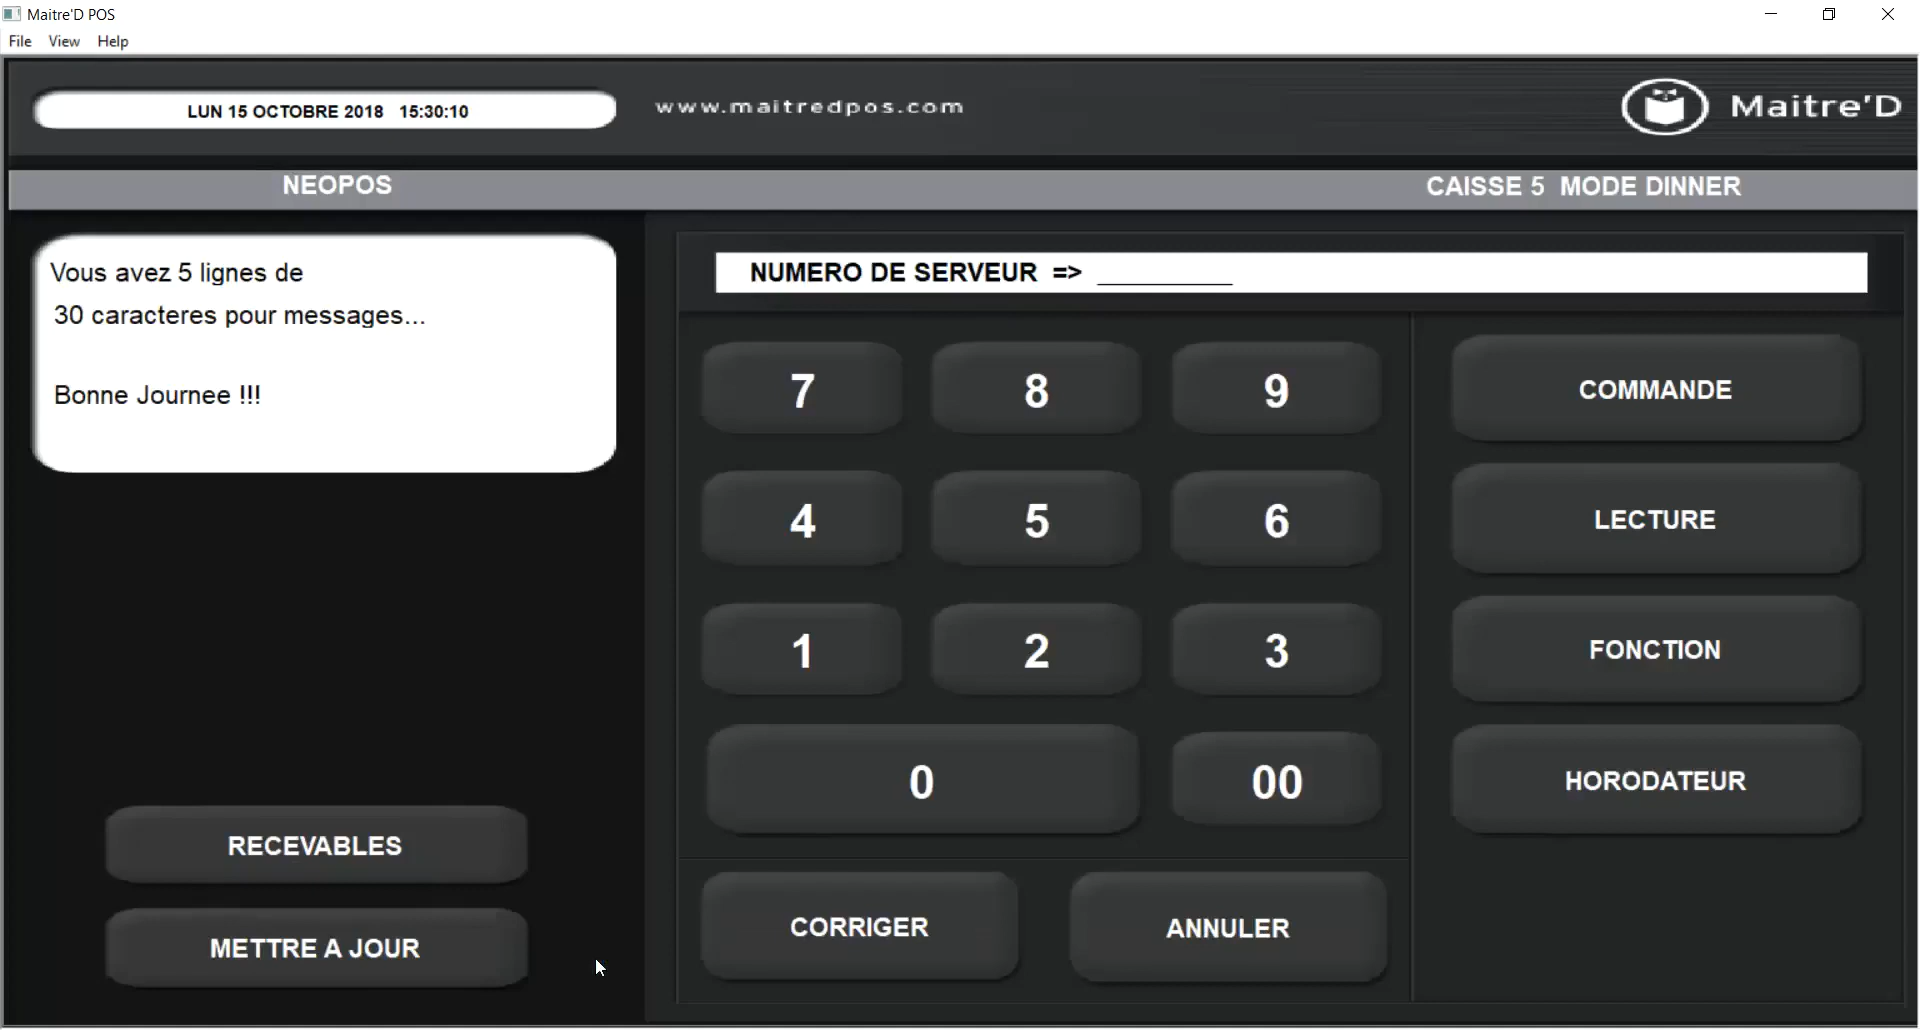 Maitre'D POS
File View Help
LUN 15 OCTOBRE 2018 15:30:10
www.maitredpos.com
Maitre'D
NEOPOS
CAISSE 5 MODE DINNER
Vous avez 5 lignes de
30 caracteres pour messages...
Bonne Journee !!!
RECEVABLES
METTRE A JOUR
NUMERO DE SERVEUR => __________
7 8 9
4 5 6
1 2 3
0 00
CORRIGER ANNULER
COMMANDE
LECTURE
FONCTION
HORODATEUR